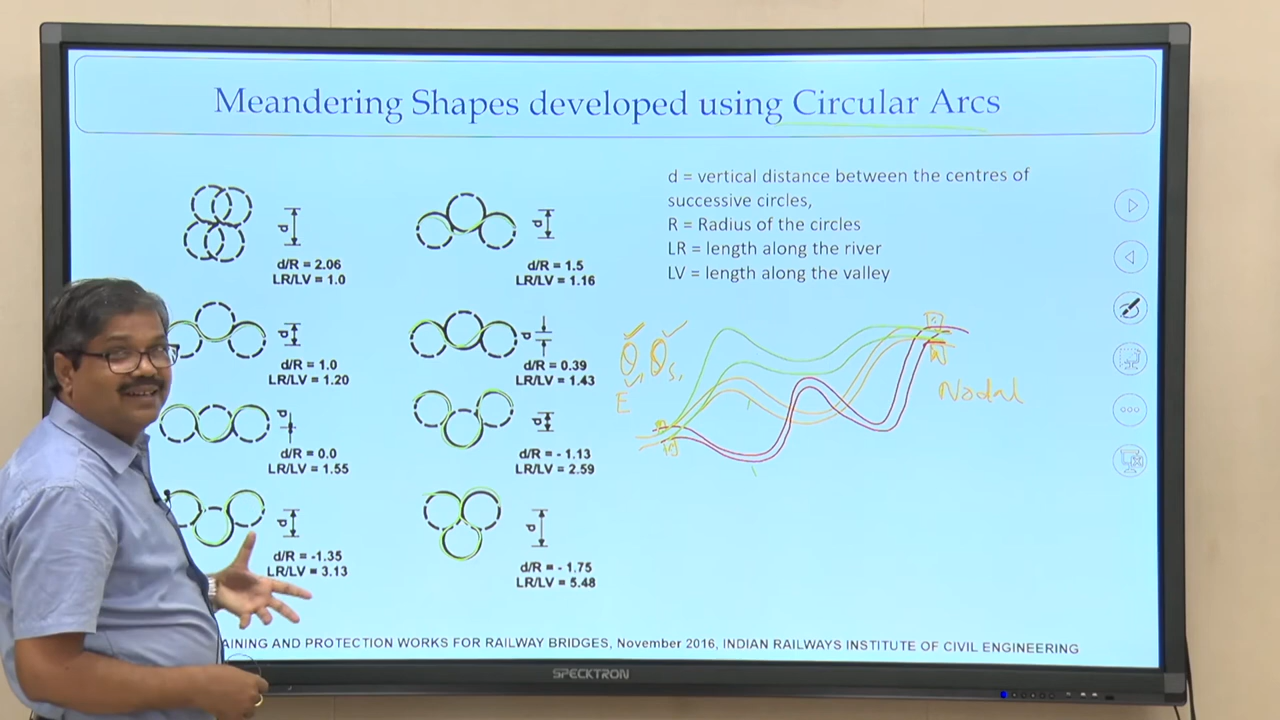 Meandering Shapes developed using Circular Arcs
d = vertical distance between the centres of
successive circles,
R = Radius of the circles
LR = length along the river
LV = length along the valley
d
d/R = 2.06
LR/LV = 1.0
d
d/R = 1.5
LR/LV = 1.16
d
d/R = 1.0
LR/LV = 1.20
d
d/R = 0.39
LR/LV = 1.43
d
d/R = 0.0
LR/LV = 1.55
d
d/R = - 1.13
LR/LV = 2.59
d
d/R = -1.35
LR/LV = 3.13
d
d/R = - 1.75
LR/LV = 5.48
Q, Qs,
E
Nodal
AINING AND PROTECTION WORKS FOR RAILWAY BRIDGES, November 2016, INDIAN RAILWAYS INSTITUTE OF CIVIL ENGINEERING
SPECKTRON